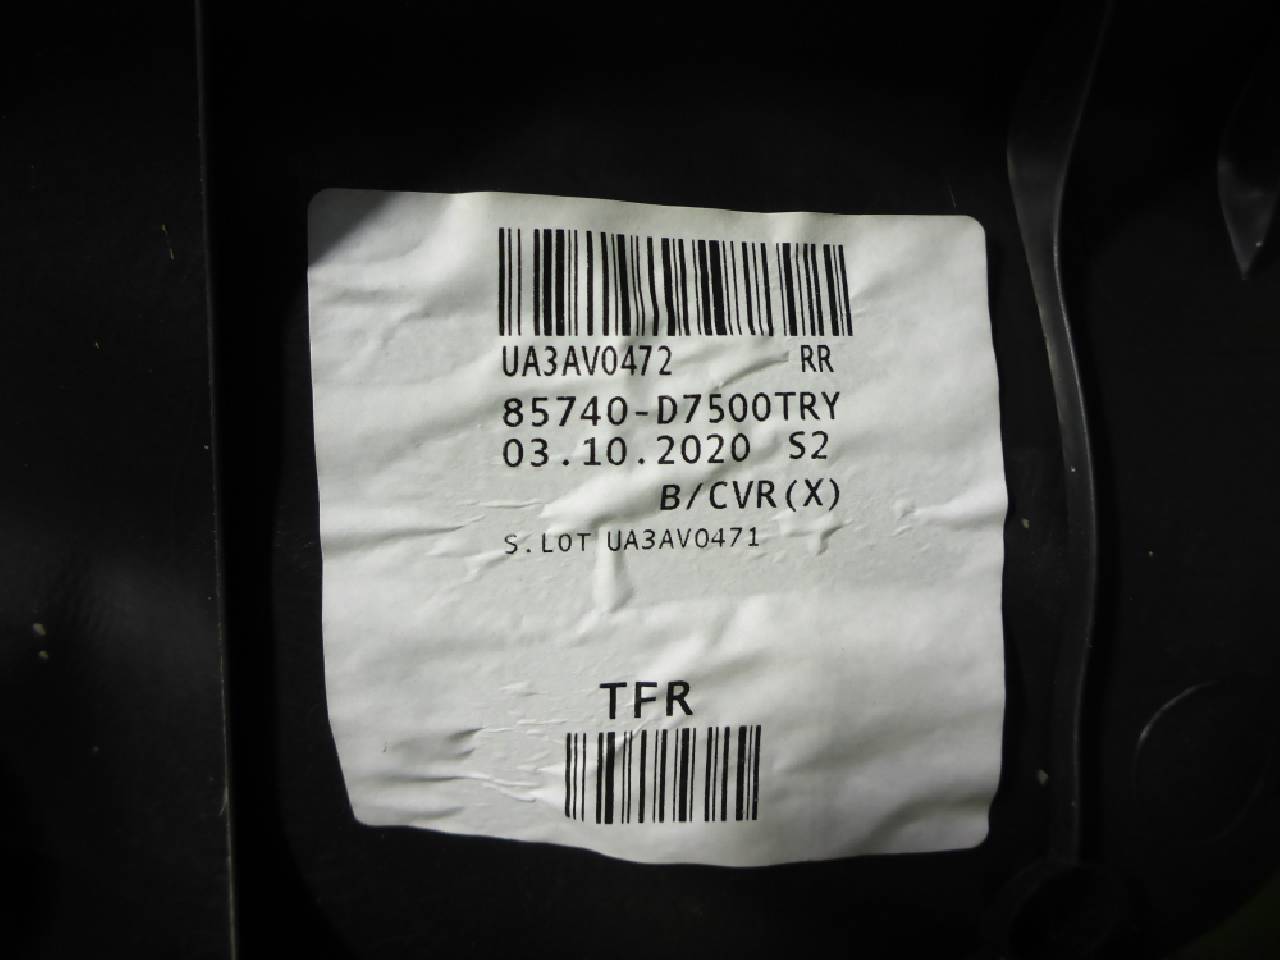 UA3AV0472 RR
85740-D7500TRY
03.10.2020 S2
B/CVR(X)
S.LOT UA3AV0471
TFR